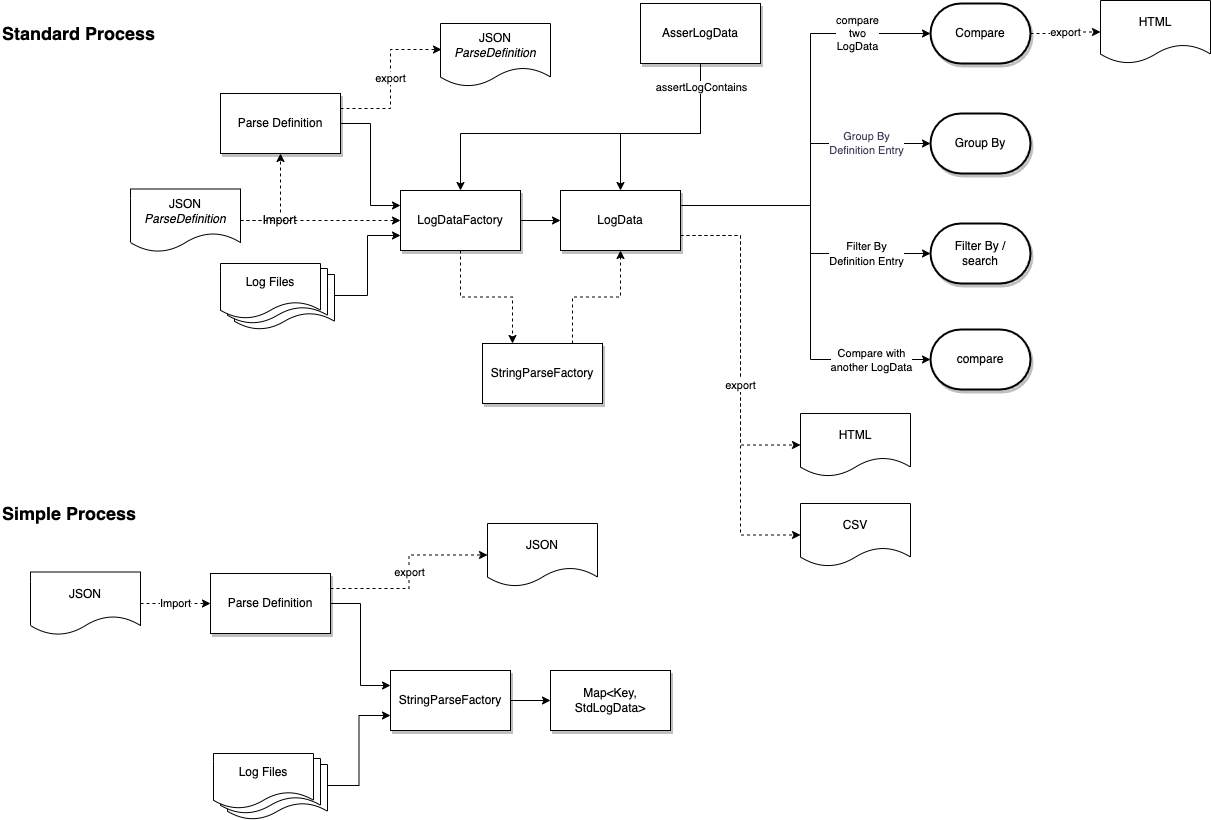 Standard Process
JSON
ParseDefinition
export
Parse Definition
JSON
ParseDefinition
Import
Log Files
AsserLogData
assertLogContains
LogDataFactory
LogData
StringParseFactory
compare
two
LogData
Compare
export
HTML
Group By
Definition Entry
Group By
Filter By
Definition Entry
Filter By /
search
Compare with
another LogData
compare
export
HTML
CSV
Simple Process
JSON
Import
Parse Definition
export
JSON
StringParseFactory
Map<Key,
StdLogData>
Log Files